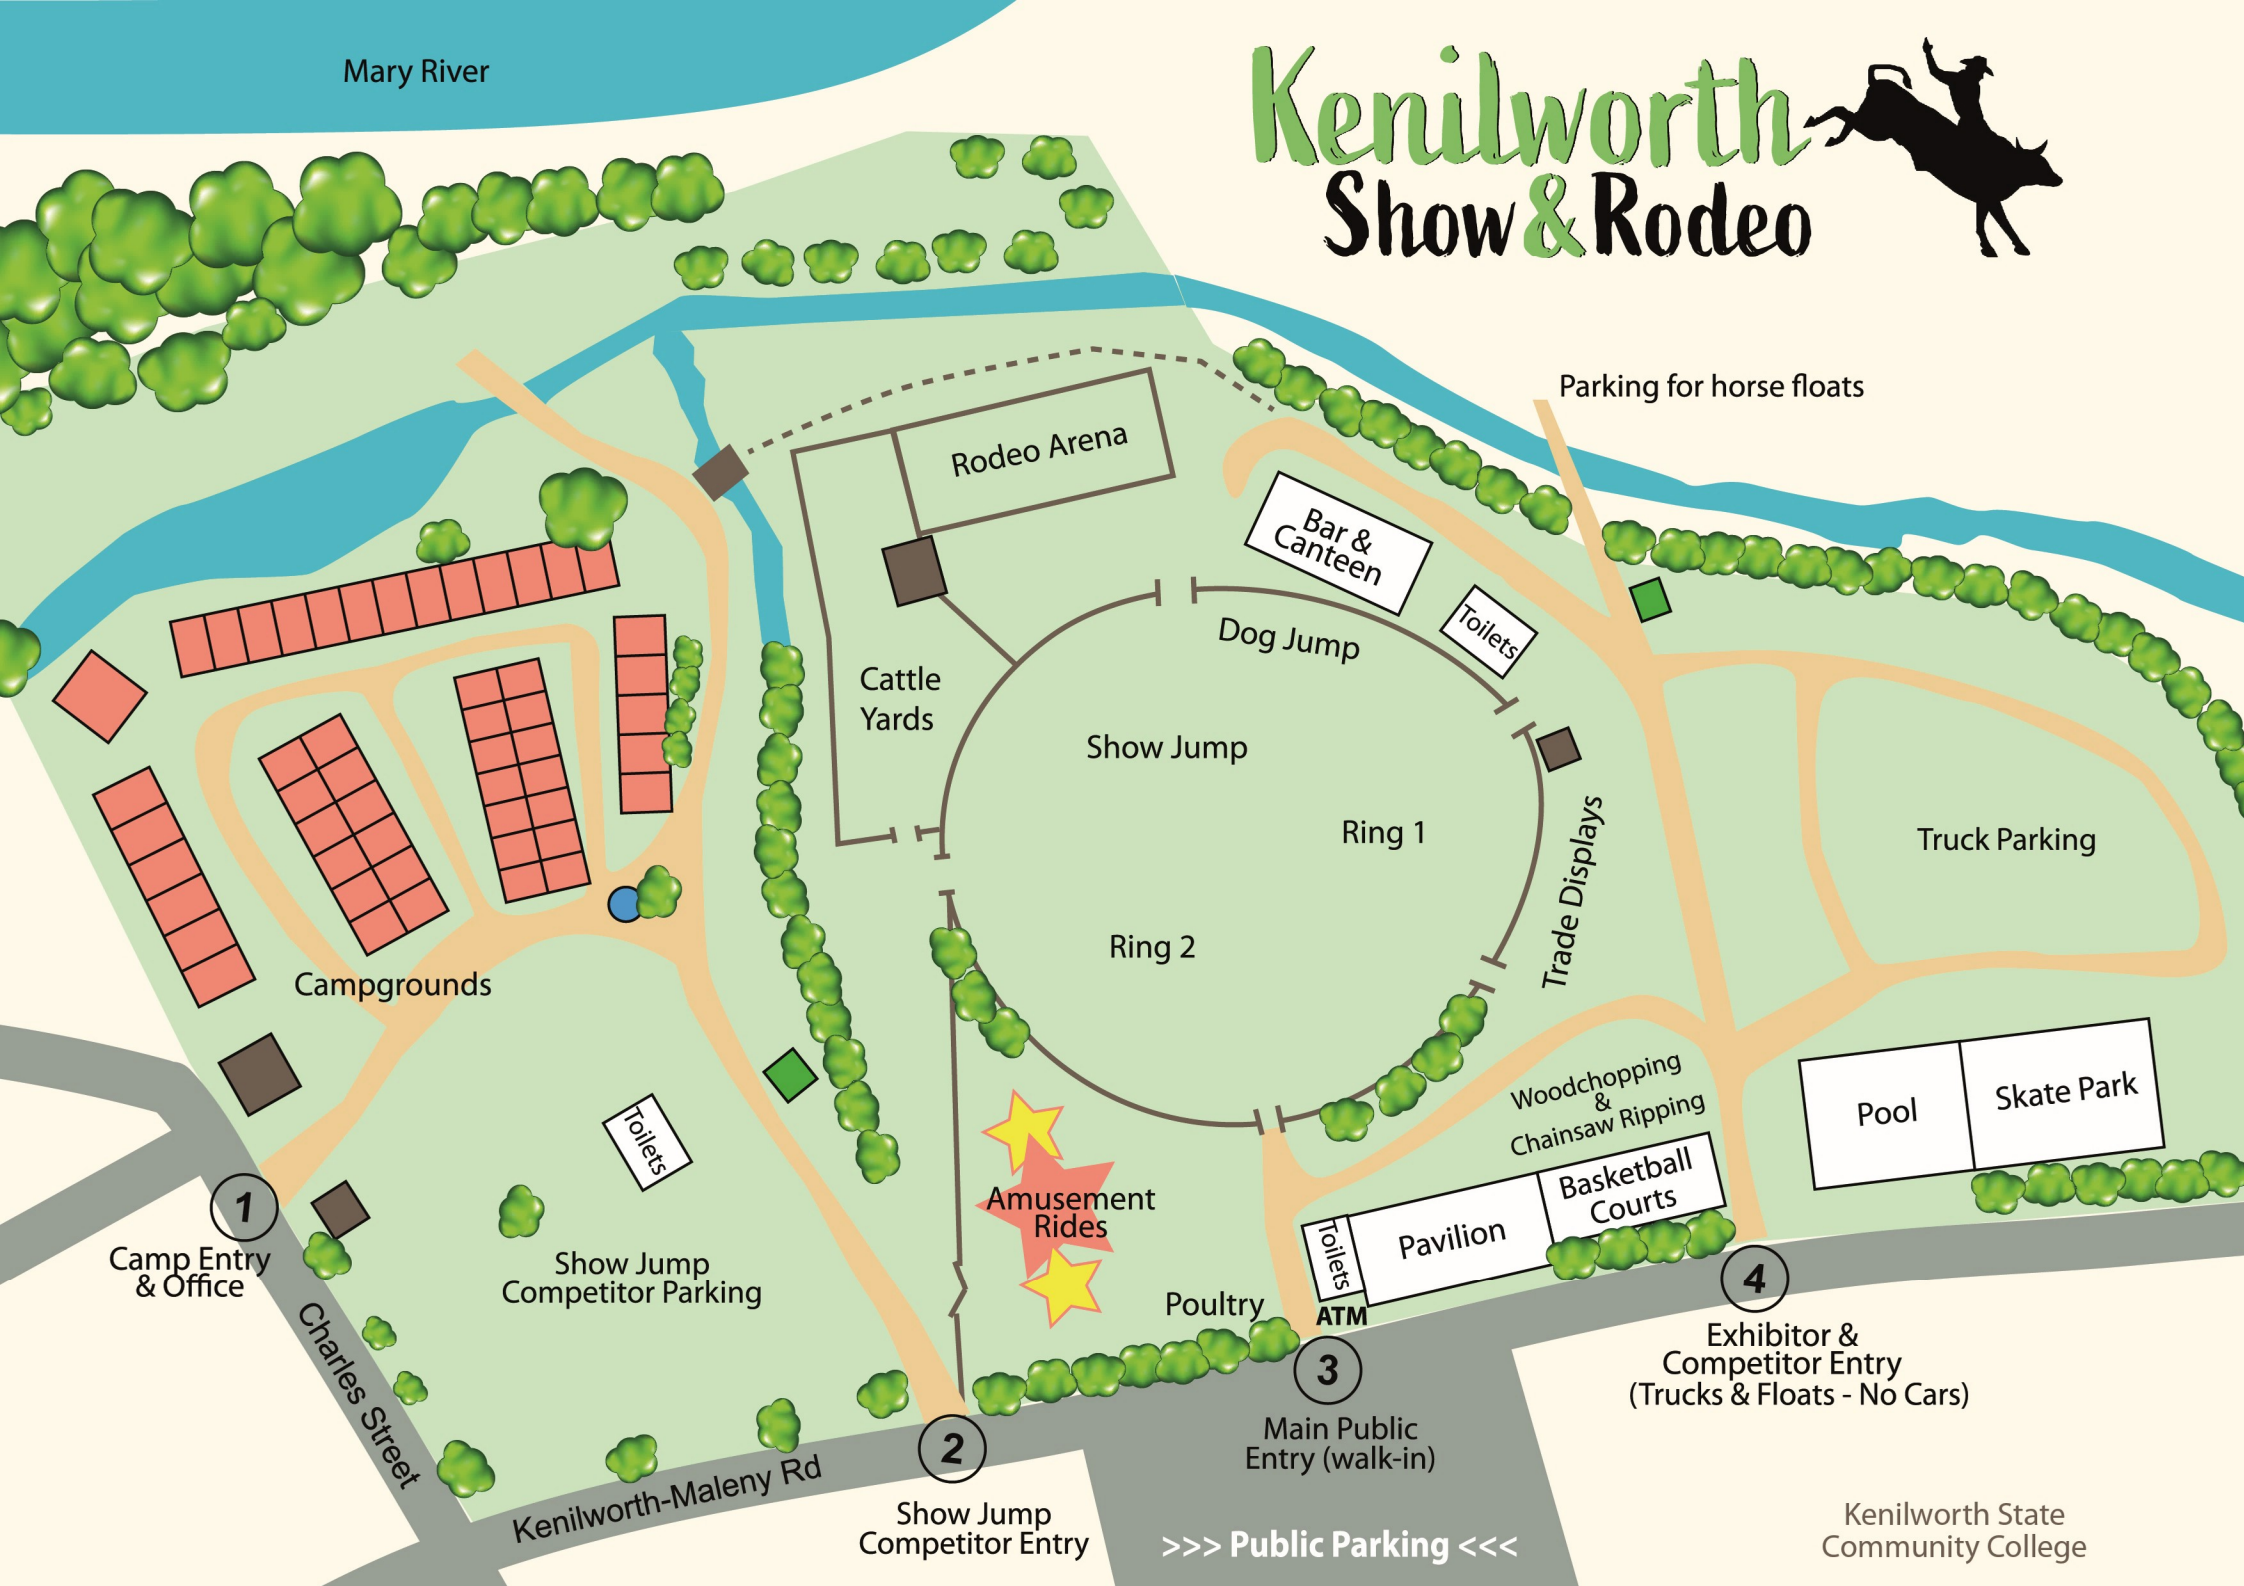 Mary River
Kenilworth
Show & Rodeo
Parking for horse floats
Rodeo Arena
Bar &
Canteen
Toilets
Dog Jump
Cattle
Yards
Show Jump
Ring 1
Trade Displays
Truck Parking
Ring 2
Campgrounds
Woodchopping
&
Chainsaw Ripping
Pool
Skate Park
Toilets
Basketball
Courts
Pavilion
Toilets
Amusement
Rides
1
Camp Entry
& Office
Show Jump
Competitor Parking
Poultry
ATM
4
Exhibitor &
Competitor Entry
(Trucks & Floats - No Cars)
Charles Street
3
Main Public
Entry (walk-in)
2
Kenilworth-Maleny Rd
Show Jump
Competitor Entry
>>> Public Parking <<<
Kenilworth State
Community College